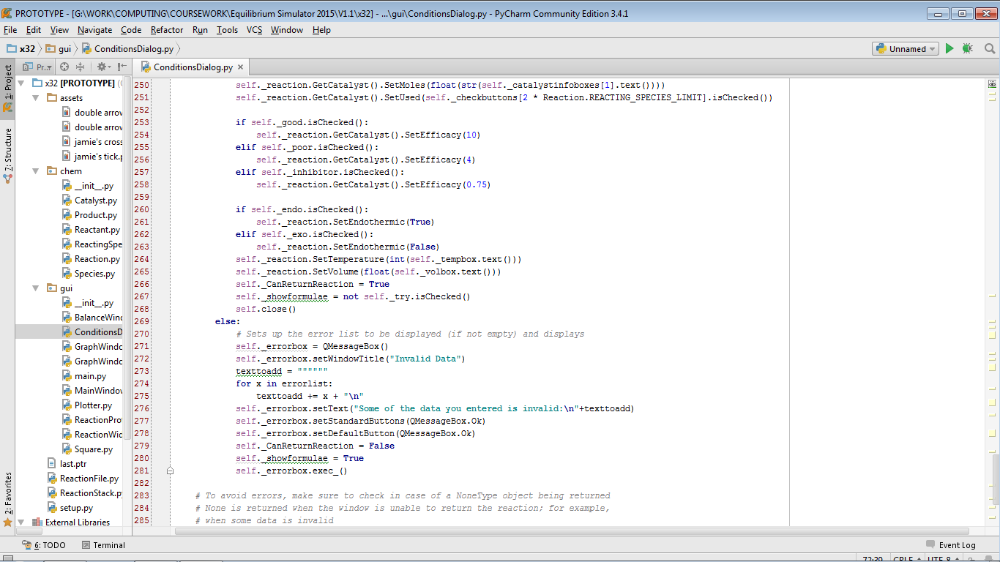 PROTOTYPE - [G:\WORK\COMPUTING\COURSEWORK\Equilibrium Simulator 2015\V1.1\x32] - ...\gui\ConditionsDialog.py - PyCharm Community Edition 3.4.1
File Edit View Navigate Code Refactor Run Tools VCS Window Help
x32 gui ConditionsDialog.py Unnamed
Pr.. ConditionsDialog.py
1: Project
7: Structure
2: Favorites
x32 [PROTOTYPE] (
assets
double arrow
double arrow
jamie's cross
jamie's tick.p
chem
__init__.py
Catalyst.py
Product.py
Reactant.py
ReactingSpe
Reaction.py
Species.py
gui
__init__.py
BalanceWind
ConditionsD
GraphWindo
GraphWindo
main.py
MainWindow
Plotter.py
ReactionPro
ReactionWid
Square.py
last.ptr
ReactionFile.py
ReactionStack.py
setup.py
External Libraries
250 self._reaction.GetCatalyst().SetMoles(float(str(self._catalystinfoboxes[1].text())))
251 self._reaction.GetCatalyst().SetUsed(self._checkbuttons[2 * Reaction.REACTING_SPECIES_LIMIT].isChecked())
252
253 if self._good.isChecked():
254 self._reaction.GetCatalyst().SetEfficacy(10)
255 elif self._poor.isChecked():
256 self._reaction.GetCatalyst().SetEfficacy(4)
257 elif self._inhibitor.isChecked():
258 self._reaction.GetCatalyst().SetEfficacy(0.75)
259
260 if self._endo.isChecked():
261 self._reaction.SetEndothermic(True)
262 elif self._exo.isChecked():
263 self._reaction.SetEndothermic(False)
264 self._reaction.SetTemperature(int(self._tempbox.text()))
265 self._reaction.SetVolume(float(self._volbox.text()))
266 self._CanReturnReaction = True
267 self._showformulae = not self._try.isChecked()
268 self.close()
269 else:
270 # Sets up the error list to be displayed (if not empty) and displays
271 self._errorbox = QMessageBox()
272 self._errorbox.setWindowTitle("Invalid Data")
273 texttoadd = """"""
274 for x in errorlist:
275 texttoadd += x + "\n"
276 self._errorbox.setText("Some of the data you entered is invalid:\n"+texttoadd)
277 self._errorbox.setStandardButtons(QMessageBox.Ok)
278 self._errorbox.setDefaultButton(QMessageBox.Ok)
279 self._CanReturnReaction = False
280 self._showformulae = True
281 self._errorbox.exec_()
282
283 # To avoid errors, make sure to check in case of a NoneType object being returned
284 # None is returned when the window is unable to return the reaction; for example,
285 # when some data is invalid
6: TODO Terminal Event Log
72:39 CRLF UTF-8